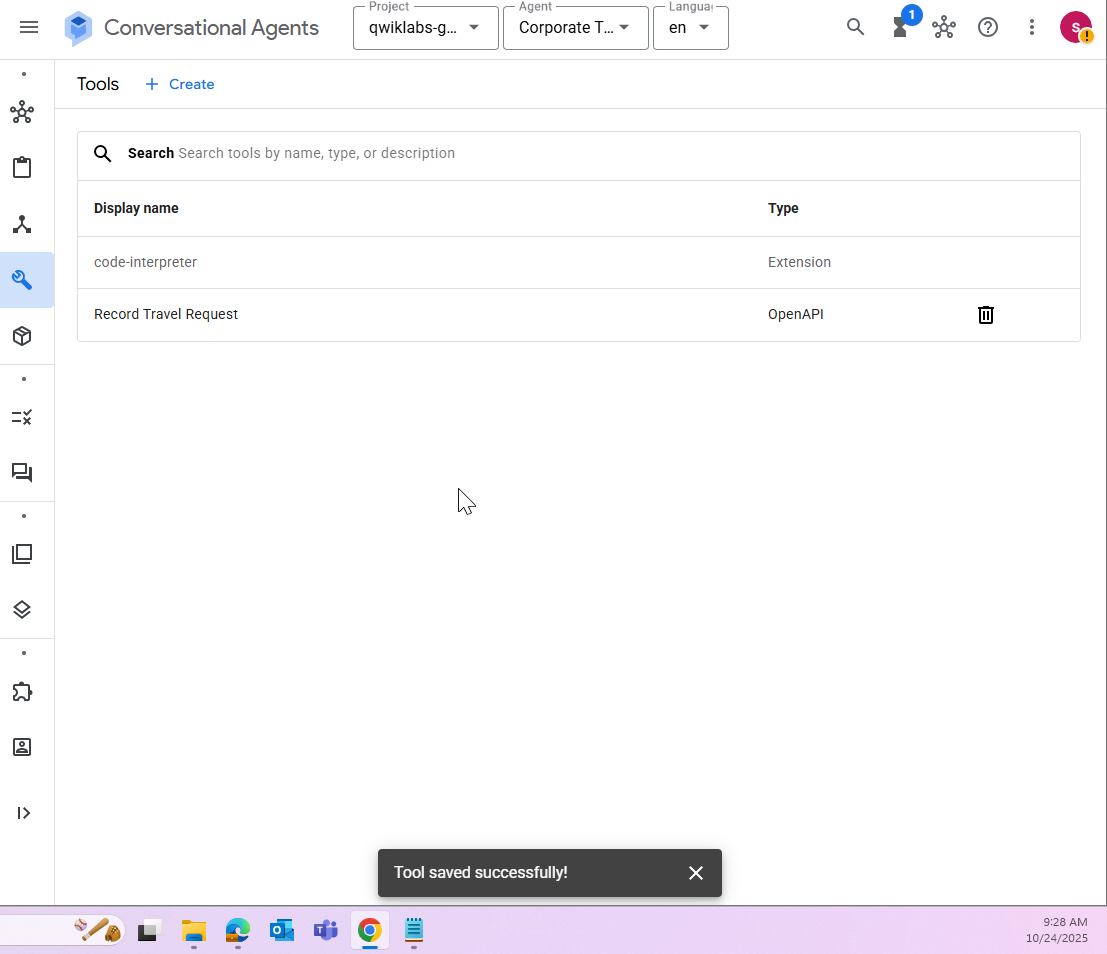 Conversational Agents
Project
qwiklabs-g...
Agent
Corporate T...
Langua
en
1
s
!
Tools
+ Create
Search Search tools by name, type, or description
Display name Type
code-interpreter Extension
Record Travel Request OpenAPI
Tool saved successfully!
9:28 AM
10/24/2025